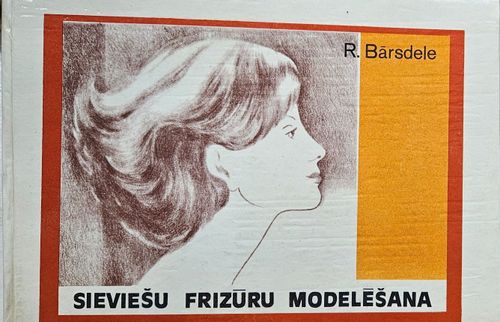 R. Bārsdele
SIEVIEŠU FRIZŪRU MODELĒŠANA